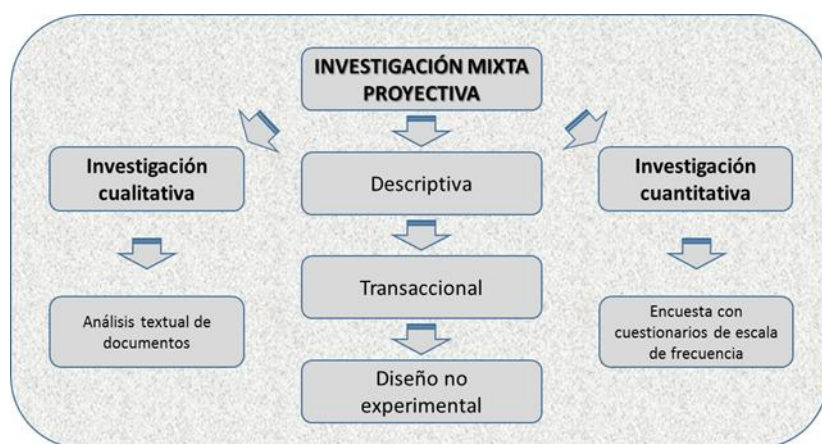 INVESTIGACIÓN MIXTA
PROYECTIVA
Investigación
cualitativa
Descriptiva
Investigación
cuantitativa
Transaccional
Análisis textual de
documentos
Encuesta con
cuestionarios de escala
de frecuencia
Diseño no
experimental